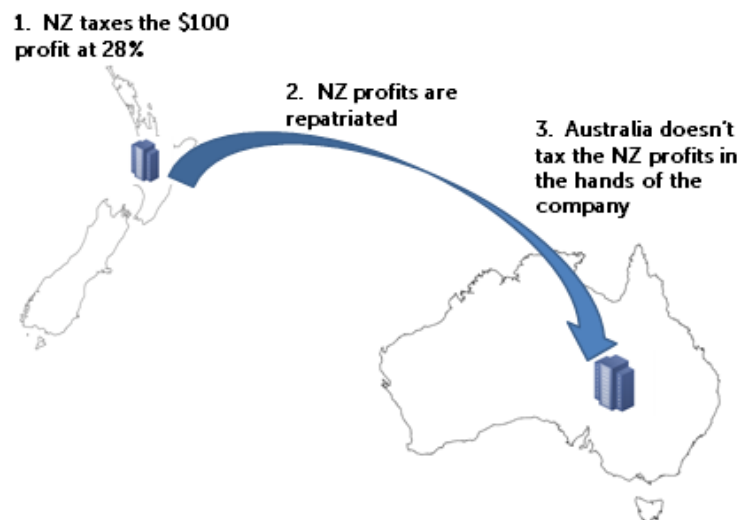 1. NZ taxes the $100
profit at 28%
2. NZ profits are
repatriated
3. Australia doesn't
tax the NZ profits in
the hands of the
company